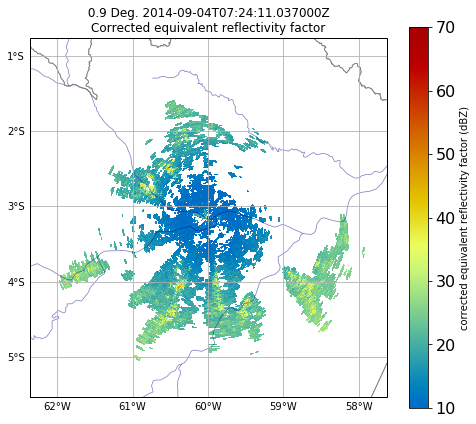 0.9 Deg. 2014-09-04T07:24:11.037000Z
Corrected equivalent reflectivity factor
1°S
2°S
3°S
4°S
5°S
62°W
61°W
60°W
59°W
58°W
70
60
50
40
30
20
10
corrected equivalent reflectivity factor (dBZ)